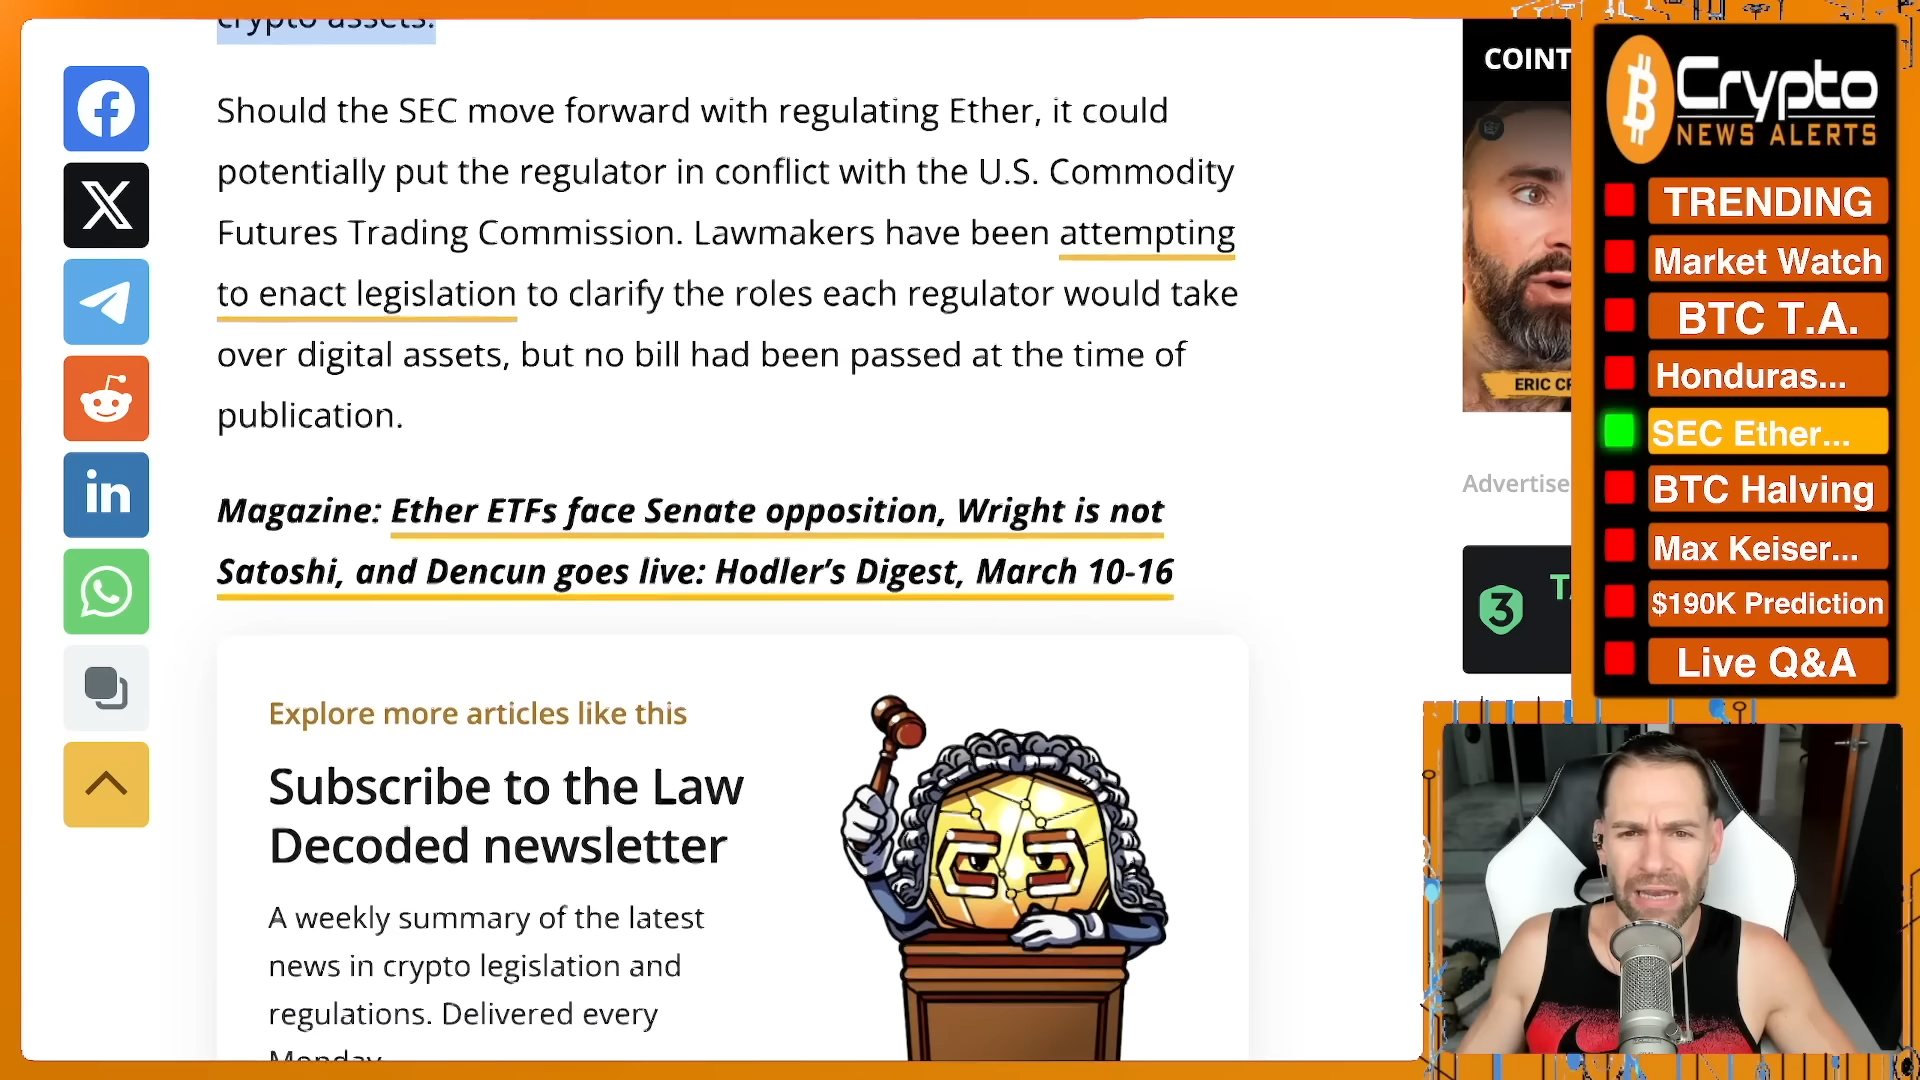 crypto assets.
Should the SEC move forward with regulating Ether, it could
potentially put the regulator in conflict with the U.S. Commodity
Futures Trading Commission. Lawmakers have been attempting
to enact legislation to clarify the roles each regulator would take
over digital assets, but no bill had been passed at the time of
publication.
Magazine: Ether ETFs face Senate opposition, Wright is not
Satoshi, and Dencun goes live: Hodler’s Digest, March 10-16
Explore more articles like this
Subscribe to the Law
Decoded newsletter
A weekly summary of the latest
news in crypto legislation and
regulations. Delivered every
Monday
COINT
ERIC CR
Advertise
3
Crypto
NEWS ALERTS
TRENDING
Market Watch
BTC T.A.
Honduras...
SEC Ether...
BTC Halving
Max Keiser...
$190K Prediction
Live Q&A